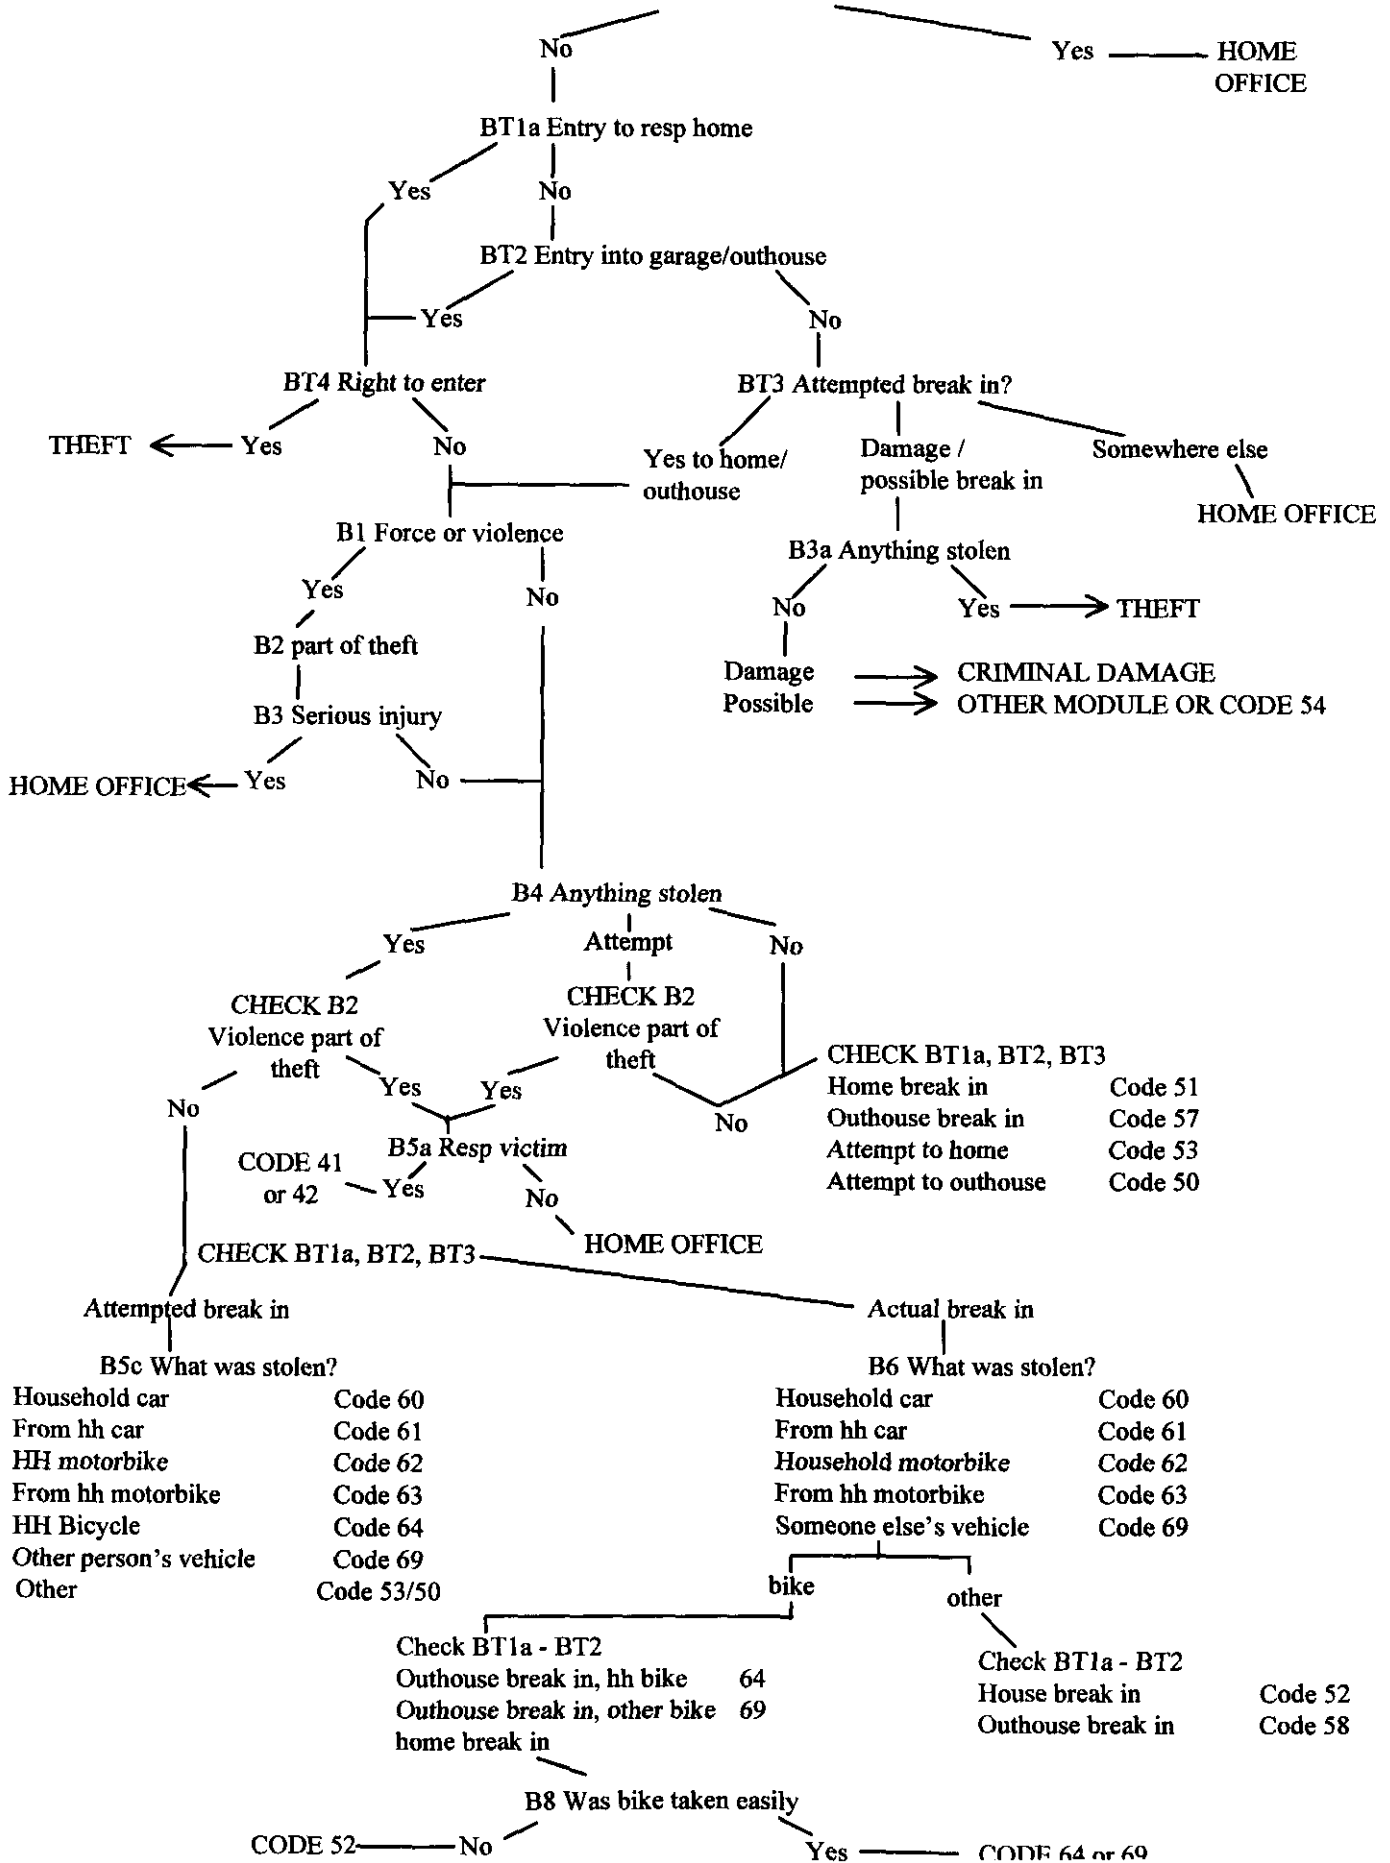 No
Yes
HOME
OFFICE
BT1a Entry to resp home
Yes
No
BT2 Entry into garage/outhouse
Yes
No
BT4 Right to enter
BT3 Attempted break in?
THEFT
Yes
No
Yes to home/
outhouse
Damage /
possible break in
Somewhere else
HOME OFFICE
B1 Force or violence
B3a Anything stolen
Yes
No
No
Yes
THEFT
B2 part of theft
Damage
CRIMINAL DAMAGE
Possible
OTHER MODULE OR CODE 54
B3 Serious injury
HOME OFFICE
Yes
No
B4 Anything stolen
Yes
Attempt
No
CHECK B2
Violence part of
theft
CHECK B2
Violence part of
theft
No
Yes
Yes
No
CHECK BT1a, BT2, BT3
Home break in Code 51
Outhouse break in Code 57
Attempt to home Code 53
Attempt to outhouse Code 50
B5a Resp victim
CODE 41
or 42
Yes
No
HOME OFFICE
CHECK BT1a, BT2, BT3
Attempted break in
Actual break in
B5c What was stolen?
Household car Code 60
From hh car Code 61
HH motorbike Code 62
From hh motorbike Code 63
HH Bicycle Code 64
Other person's vehicle Code 69
Other Code 53/50
B6 What was stolen?
Household car Code 60
From hh car Code 61
Household motorbike Code 62
From hh motorbike Code 63
Someone else's vehicle Code 69
bike
other
Check BT1a - BT2
Outhouse break in, hh bike 64
Outhouse break in, other bike 69
home break in
Check BT1a - BT2
House break in Code 52
Outhouse break in Code 58
B8 Was bike taken easily
CODE 52
No
Yes
CODE 64 or 69